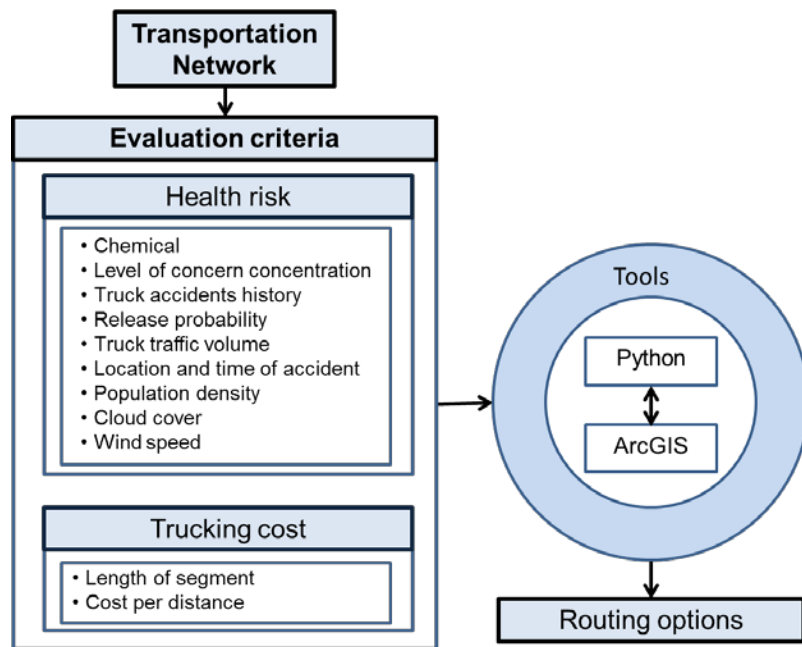 Transportation
Network
Evaluation criteria
Health risk
• Chemical
• Level of concern concentration
• Truck accidents history
• Release probability
• Truck traffic volume
• Location and time of accident
• Population density
• Cloud cover
• Wind speed
Trucking cost
• Length of segment
• Cost per distance
Tools
Python
ArcGIS
Routing options